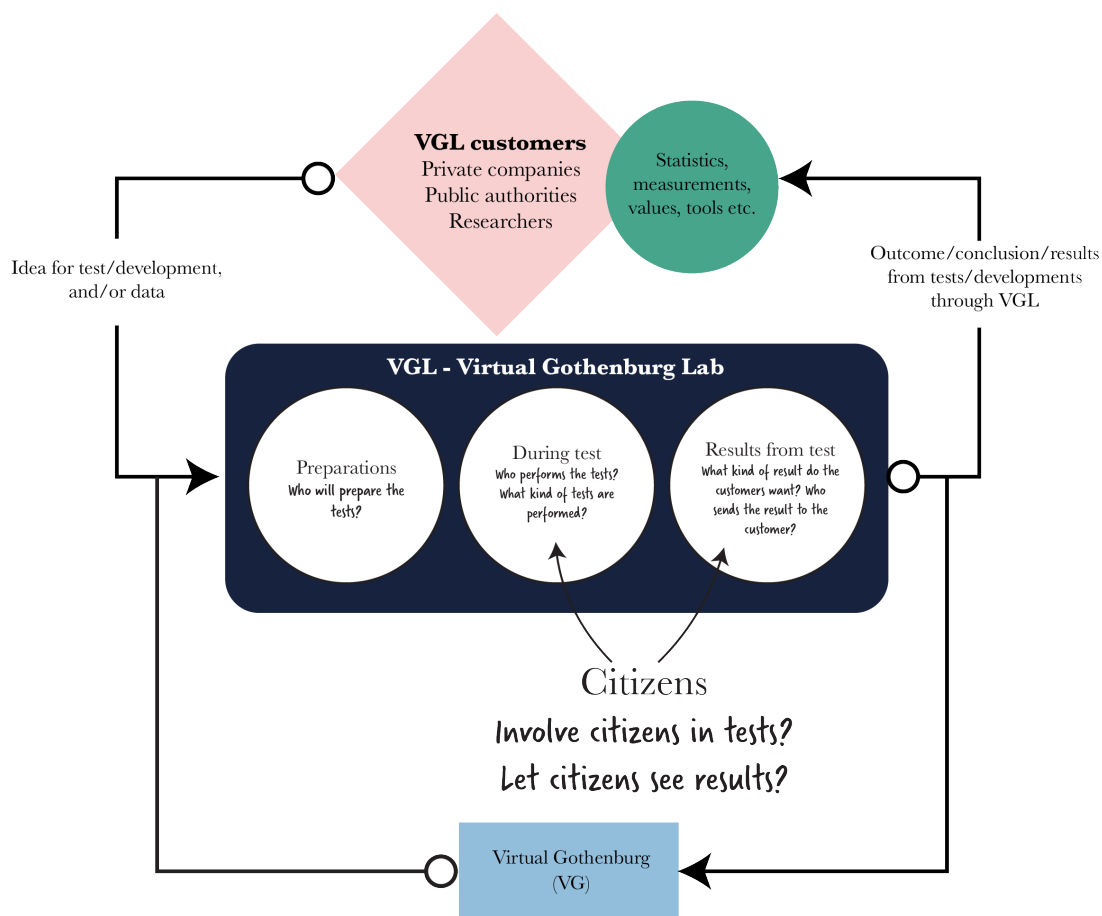 VGL customers
Private companies
Public authorities
Researchers
Statistics,
measurements,
values, tools etc.
Idea for test/development,
and/or data
Outcome/conclusion/results
from tests/developments
through VGL
VGL - Virtual Gothenburg Lab
Preparations
Who will prepare the
tests?
During test
Who performs the tests?
What kind of tests are
performed?
Results from test
What kind of result do the
customers want? Who
sends the result to the
customer?
Citizens
Involve citizens in tests?
Let citizens see results?
Virtual Gothenburg
(VG)